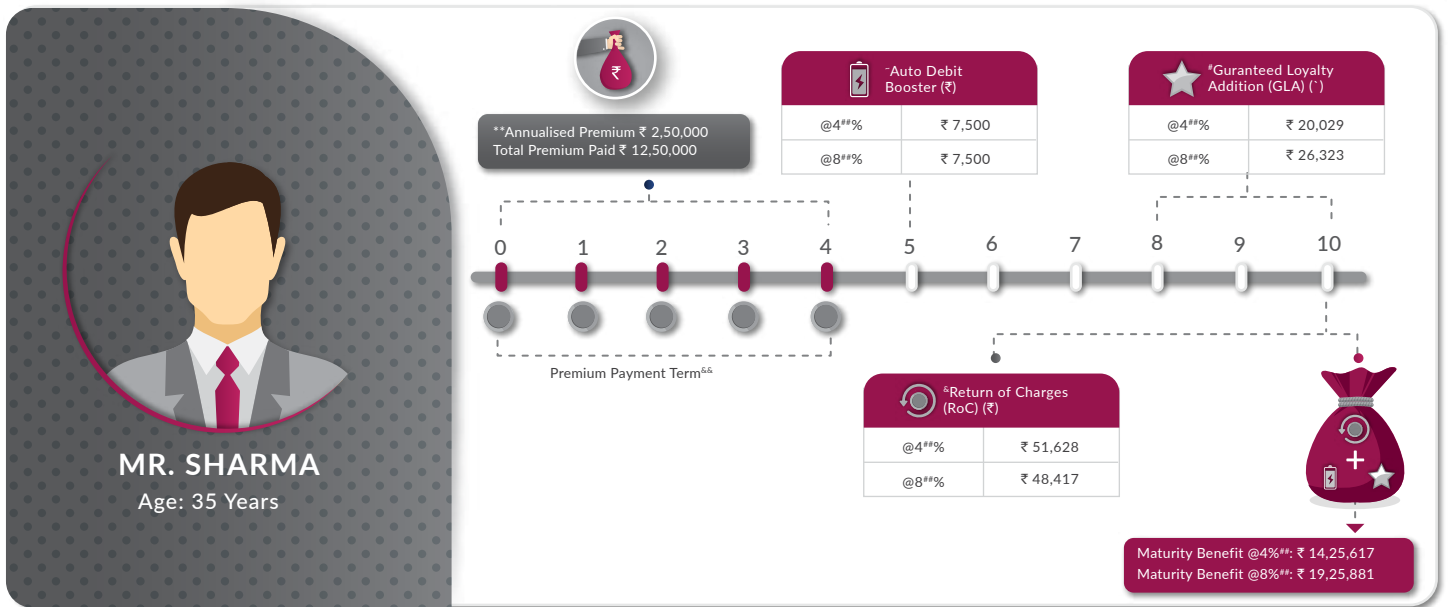 MR. SHARMA
Age: 35 Years
₹
**Annualised Premium ₹ 2,50,000
Total Premium Paid ₹ 12,50,000
~Auto Debit
Booster (₹)
@4##% ₹ 7,500
@8##% ₹ 7,500
#Guranteed Loyalty
Addition (GLA) (`)
@4##% ₹ 20,029
@8##% ₹ 26,323
0 1 2 3 4 5 6 7 8 9 10
Premium Payment Term&&
&Return of Charges
(RoC) (₹)
@4##% ₹ 51,628
@8##% ₹ 48,417
+
Maturity Benefit @4%##: ₹ 14,25,617
Maturity Benefit @8%##: ₹ 19,25,881